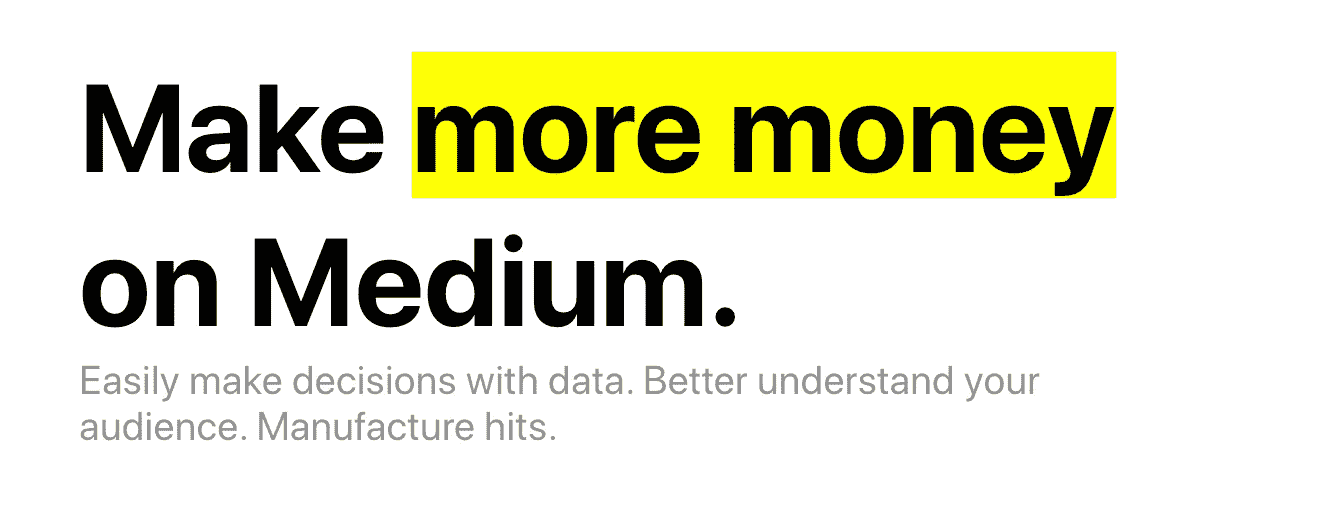 Make more money
on Medium.
Easily make decisions with data. Better understand your
audience. Manufacture hits.